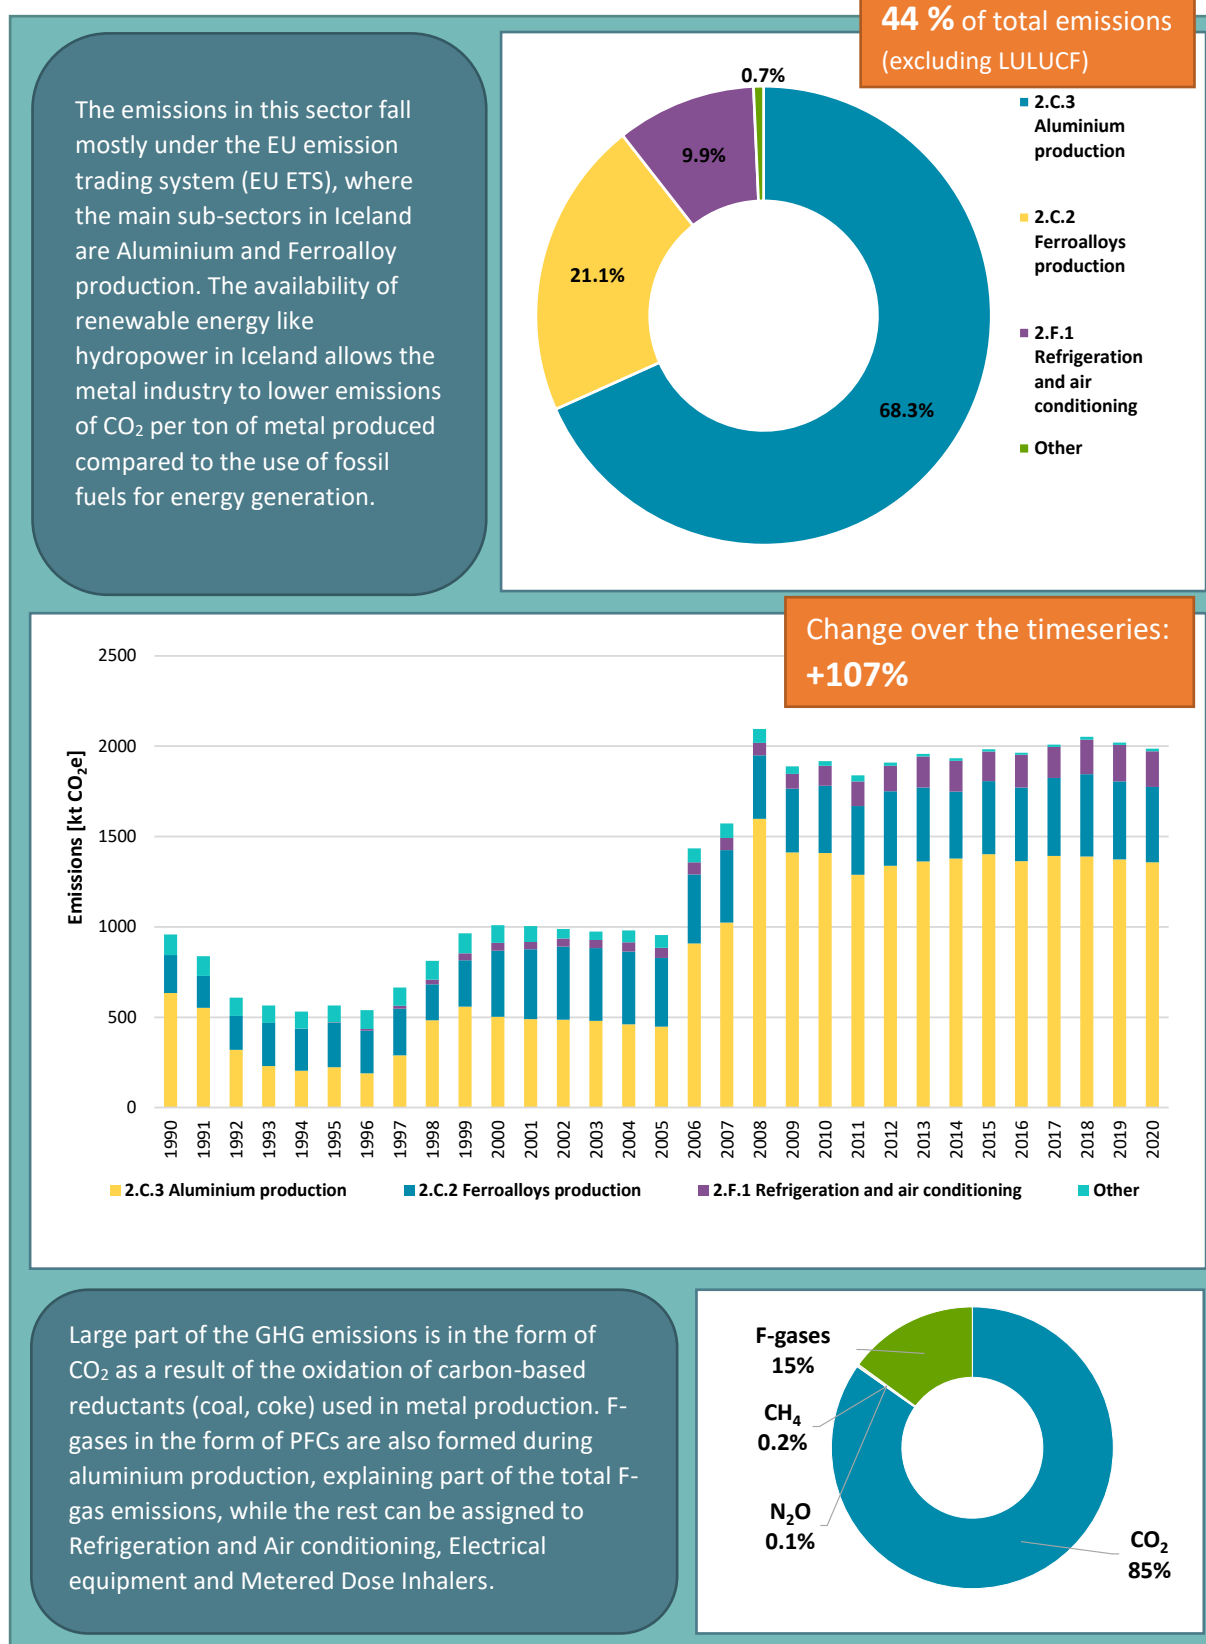 44 % of total emissions
(excluding LULUCF)
The emissions in this sector fall
mostly under the EU emission
trading system (EU ETS), where
the main sub-sectors in Iceland
are Aluminium and Ferroalloy
production. The availability of
renewable energy like
hydropower in Iceland allows the
metal industry to lower emissions
of CO₂ per ton of metal produced
compared to the use of fossil
fuels for energy generation.
0.7%
9.9%
21.1%
68.3%
2.C.3
Aluminium
production
2.C.2
Ferroalloys
production
2.F.1
Refrigeration
and air
conditioning
Other
Change over the timeseries:
+107%
Emissions [kt CO₂e]
2500
2000
1500
1000
500
0
1990
1991
1992
1993
1994
1995
1996
1997
1998
1999
2000
2001
2002
2003
2004
2005
2006
2007
2008
2009
2010
2011
2012
2013
2014
2015
2016
2017
2018
2019
2020
2.C.3 Aluminium production
2.C.2 Ferroalloys production
2.F.1 Refrigeration and air conditioning
Other
Large part of the GHG emissions is in the form of
CO₂ as a result of the oxidation of carbon-based
reductants (coal, coke) used in metal production. F-
gases in the form of PFCs are also formed during
aluminium production, explaining part of the total F-
gas emissions, while the rest can be assigned to
Refrigeration and Air conditioning, Electrical
equipment and Metered Dose Inhalers.
F-gases
15%
CH₄
0.2%
N₂O
0.1%
CO₂
85%